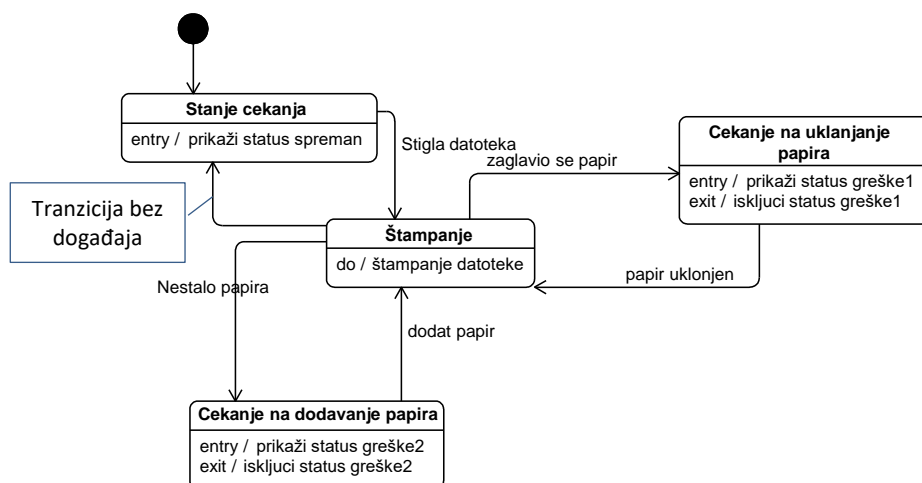 Stanje cekanja
entry / prikaži status spreman
Stigla datoteka
zaglavio se papir
Cekanje na uklanjanje
papira
entry / prikaži status greške1
exit / iskljuci status greške1
Tranzicija bez
događaja
Štampanje
do / štampanje datoteke
Nestalo papira
papir uklonjen
dodat papir
Cekanje na dodavanje papira
entry / prikaži status greške2
exit / iskljuci status greške2